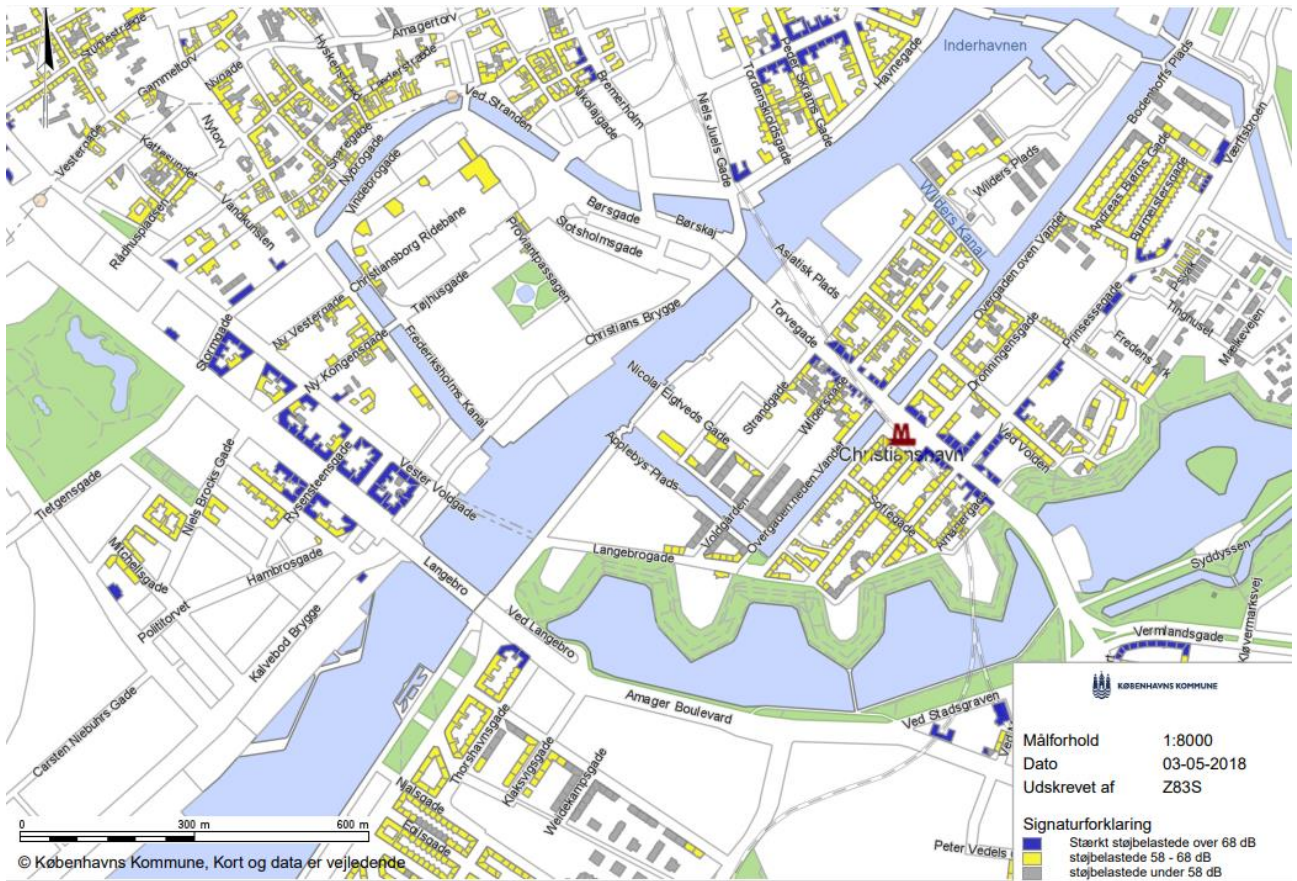 Amagertorv
Gammeltorv
Nygade
Hyskenstræde
Læderstræde
Nikolajgade
Bremerholm
Ved Stranden
Niels Juels Gade
Tordenskjoldsgade
Peder Skrams Gade
Havnegade
Inderhavnen
Bodenhoffs Plads
Værftsbroen
Vestergade
Kattesundet
Nytorv
Snaregade
Nybrogade
Vindebrogade
Rådhuspladsen
Vandkunsten
Christiansborg Ridebane
Tøjhusgade
Proviantpassagen
Børsgade
Slotsholmsgade
Børskaj
Christians Brygge
Wilders Plads
Wilders Kanal
Asiatisk Plads
Andreas Bjørns Gade
Burmeistersgade
Overgaden oven Vandet
Prinsessegade
Tinghuset
Fredens Ark
Mælkevejen
Stormgade
Ny Vestergade
Ny Kongensgade
Frederiksholms Kanal
Torvegade
Nicolai Eigtveds Gade
Strandgade
Wildersgade
Dronningensgade
Ved Volden
M
Christianshavn
Applebys Plads
Overgaden neden Vandet
Voldgården
Sofiegade
Amagergade
Langebrogade
Tietgensgade
Niels Brocks Gade
Rysensteensgade
Vester Voldgade
Mitchellsgade
Hambrosgade
Polititorvet
Kalvebod Brygge
Langebro
Ved Langebro
Carsten Niebuhrs Gade
Syddyssen
Vermlandsgade
Kløvermarksvej
Amager Boulevard
Ved Stadsgraven
Thorshavnsgade
Klaksvigsgade
Weidekampsgade
Njalsgade
Egilsgade
Peter Vedels
0 300 m 600 m
© Københavns Kommune, Kort og data er vejledende
KØBENHAVNS KOMMUNE
Målforhold 1:8000
Dato 03-05-2018
Udskrevet af Z83S
Signaturforklaring
Stærkt støjbelastede over 68 dB
støjbelastede 58 - 68 dB
støjbelastede under 58 dB